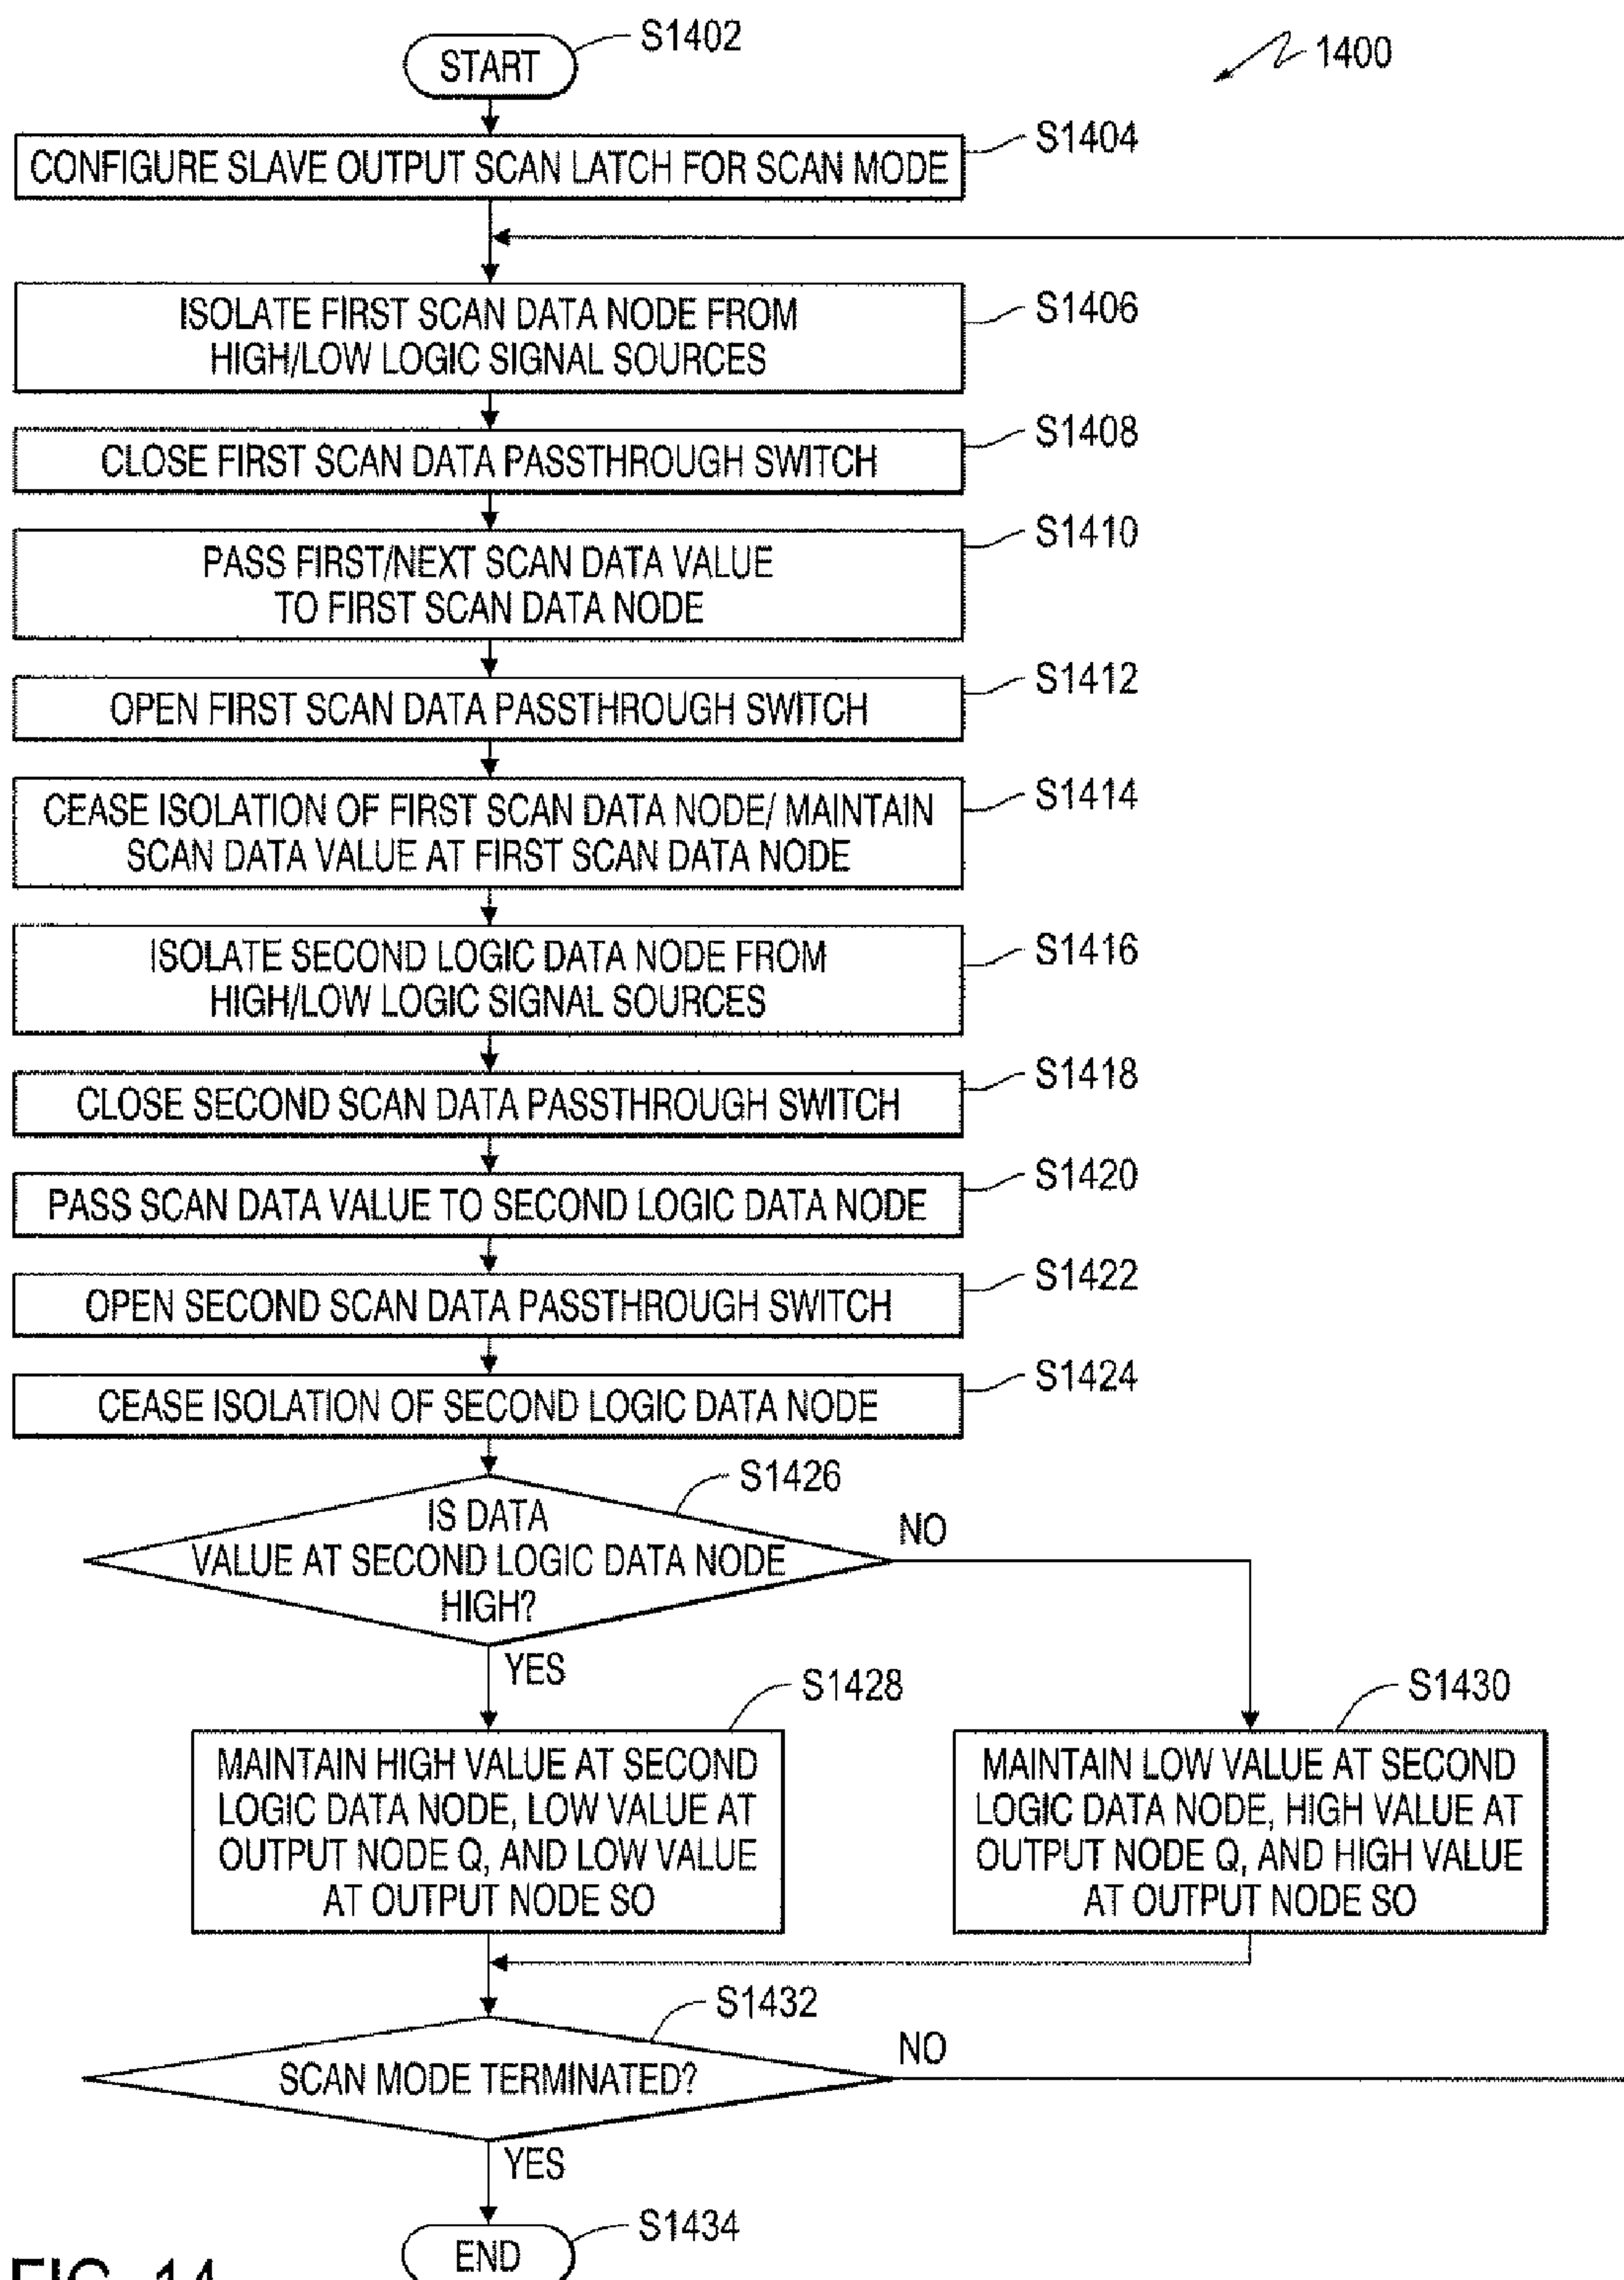 START
S1402
1400
CONFIGURE SLAVE OUTPUT SCAN LATCH FOR SCAN MODE
S1404
ISOLATE FIRST SCAN DATA NODE FROM
HIGH/LOW LOGIC SIGNAL SOURCES
S1406
CLOSE FIRST SCAN DATA PASSTHROUGH SWITCH
S1408
PASS FIRST/NEXT SCAN DATA VALUE
TO FIRST SCAN DATA NODE
S1410
OPEN FIRST SCAN DATA PASSTHROUGH SWITCH
S1412
CEASE ISOLATION OF FIRST SCAN DATA NODE/ MAINTAIN
SCAN DATA VALUE AT FIRST SCAN DATA NODE
S1414
ISOLATE SECOND LOGIC DATA NODE FROM
HIGH/LOW LOGIC SIGNAL SOURCES
S1416
CLOSE SECOND SCAN DATA PASSTHROUGH SWITCH
S1418
PASS SCAN DATA VALUE TO SECOND LOGIC DATA NODE
S1420
OPEN SECOND SCAN DATA PASSTHROUGH SWITCH
S1422
CEASE ISOLATION OF SECOND LOGIC DATA NODE
S1424
IS DATA
VALUE AT SECOND LOGIC DATA NODE
HIGH?
S1426
NO
YES
MAINTAIN HIGH VALUE AT SECOND
LOGIC DATA NODE, LOW VALUE AT
OUTPUT NODE Q, AND LOW VALUE
AT OUTPUT NODE SO
S1428
MAINTAIN LOW VALUE AT SECOND
LOGIC DATA NODE, HIGH VALUE AT
OUTPUT NODE Q, AND HIGH VALUE
AT OUTPUT NODE SO
S1430
SCAN MODE TERMINATED?
S1432
NO
YES
END
S1434
FIG. 14